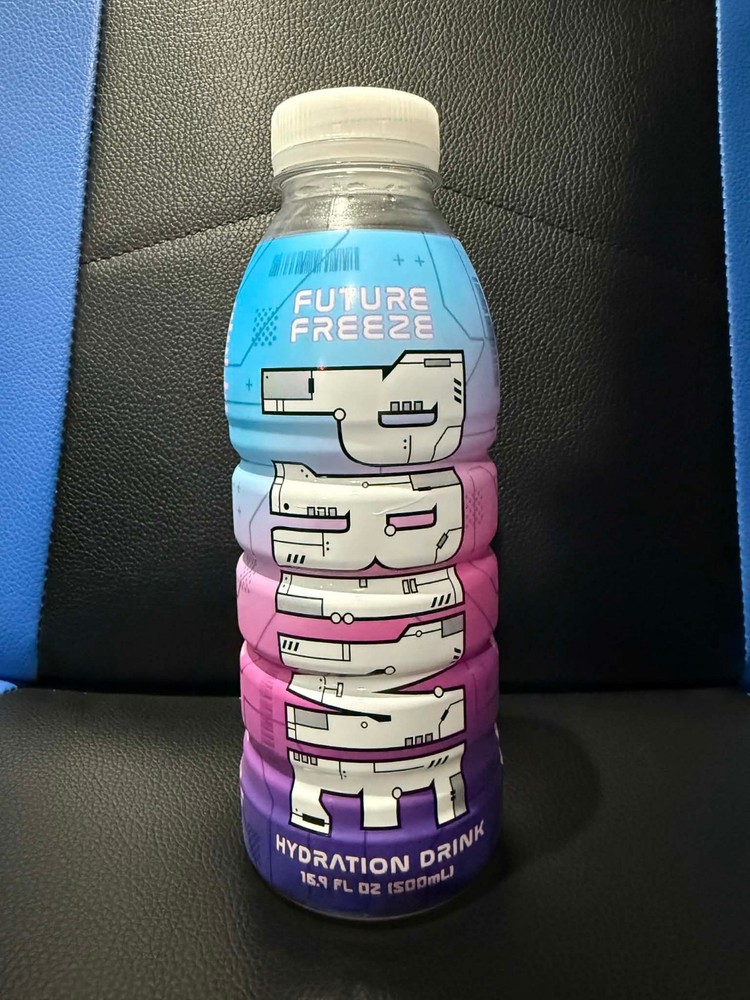 FUTURE
FREEZE
PRIME
HYDRATION DRINK
16.9 FL OZ (500mL)